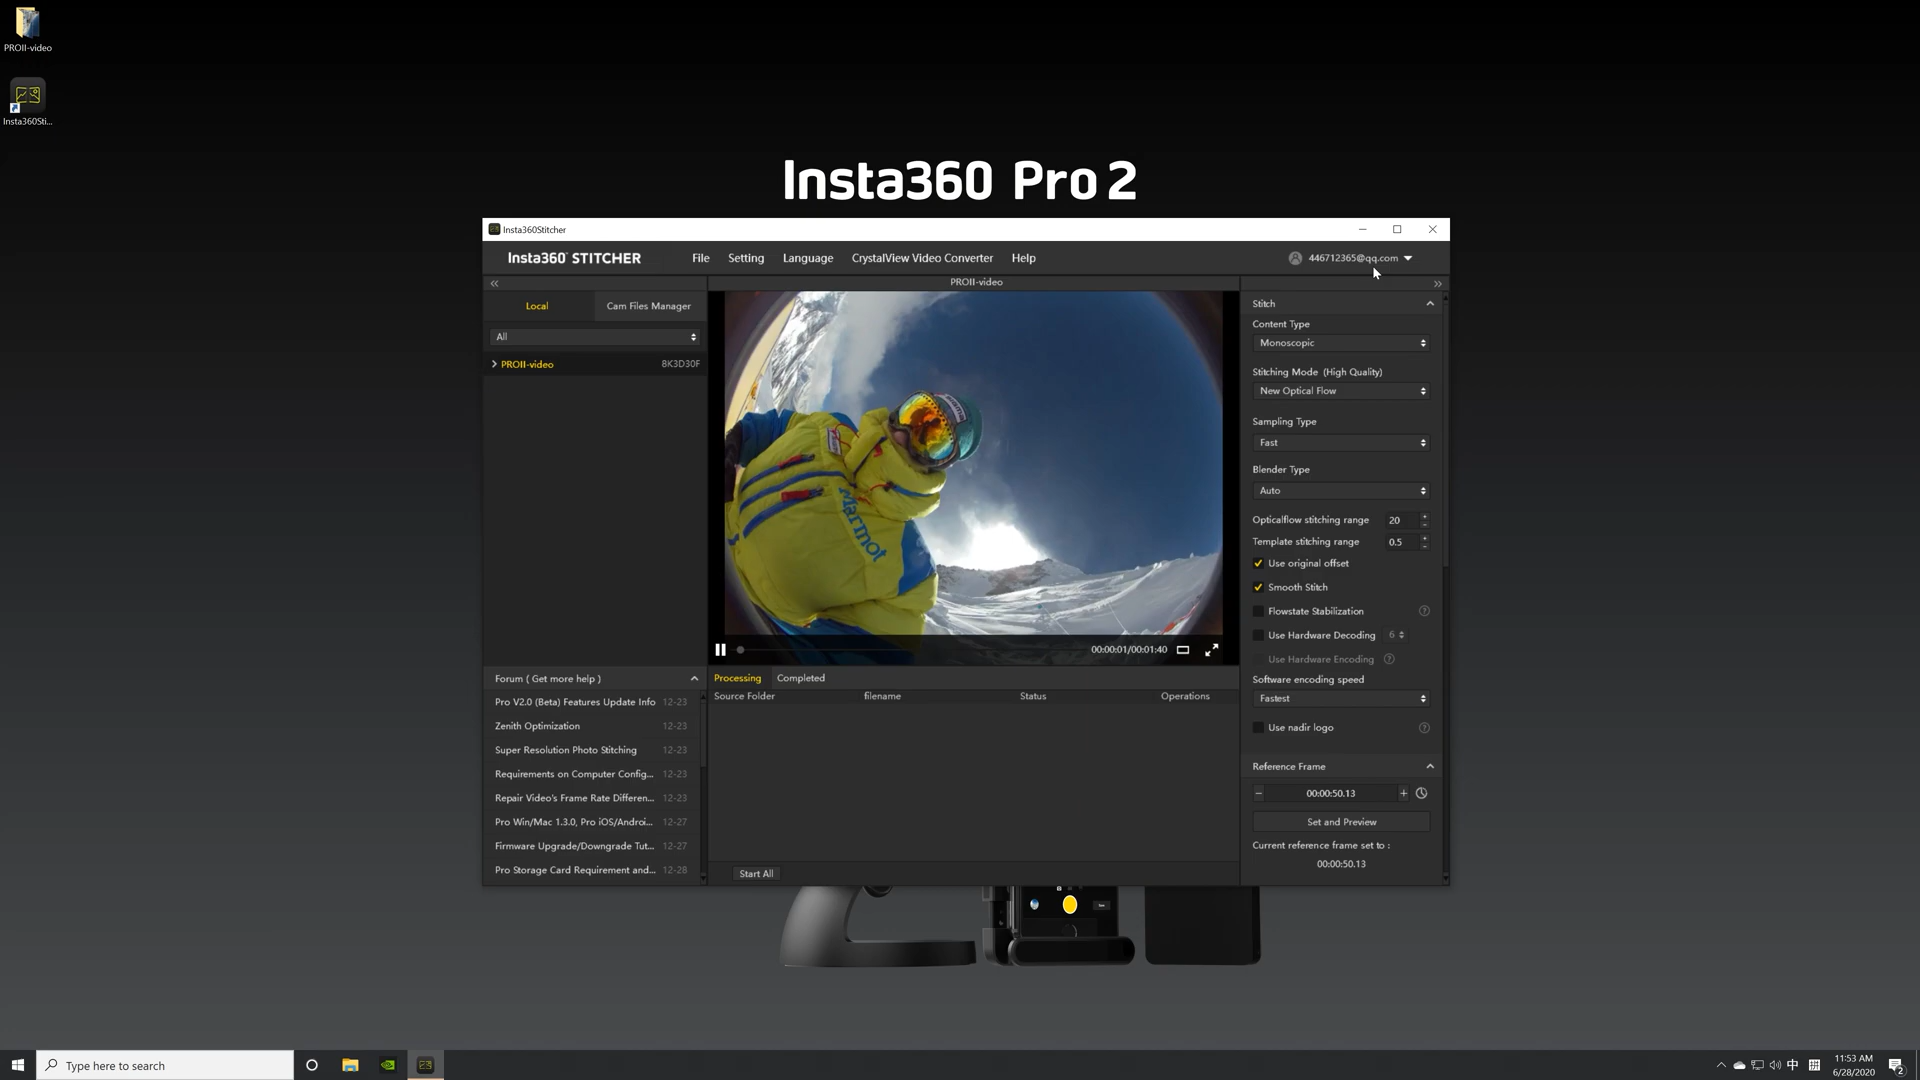 PROII-video
Insta360Sti...
Insta360 Pro 2
Insta360Stitcher
Insta360 STITCHER
File
Setting
Language
CrystalView Video Converter
Help
446712365@qq.com
PROII-video
Local
Cam Files Manager
All
PROII-video
8K3D30F
Marmot
00:00:01/00:01:40
Stitch
Content Type
Monoscopic
Stitching Mode (High Quality)
New Optical Flow
Sampling Type
Fast
Blender Type
Auto
Opticalflow stitching range 20
Template stitching range 0.5
Use original offset
Smooth Stitch
Flowstate Stabilization
Use Hardware Decoding 6
Use Hardware Encoding
Software encoding speed
Fastest
Use nadir logo
Reference Frame
00:00:50.13
Set and Preview
Current reference frame set to :
00:00:50.13
Forum ( Get more help )
Pro V2.0 (Beta) Features Update Info 12-23
Zenith Optimization 12-23
Super Resolution Photo Stitching 12-23
Requirements on Computer Config... 12-23
Repair Video's Frame Rate Differen... 12-23
Pro Win/Mac 1.3.0, Pro iOS/Androi... 12-27
Firmware Upgrade/Downgrade Tut... 12-27
Pro Storage Card Requirement and... 12-28
Processing
Completed
Source Folder
filename
Status
Operations
Start All
Type here to search
中
11:53 AM
6/28/2020
2